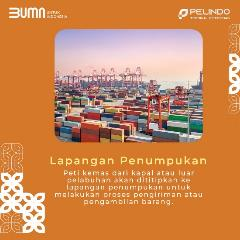 BUMN UNTUK INDONESIA
PELINDO
Lapangan Penumpukan
Peti kemas dari kapal atau luar
pelabuhan akan dititipkan ke
lapangan penumpukan untuk
melakukan proses pengiriman atau
pengambilan barang.